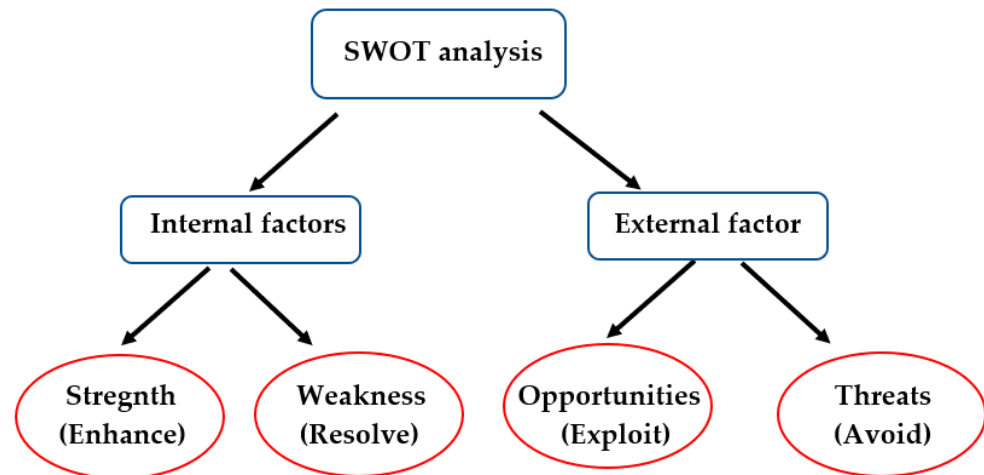 SWOT analysis
Internal factors
External factor
Stregnth
(Enhance)
Weakness
(Resolve)
Opportunities
(Exploit)
Threats
(Avoid)